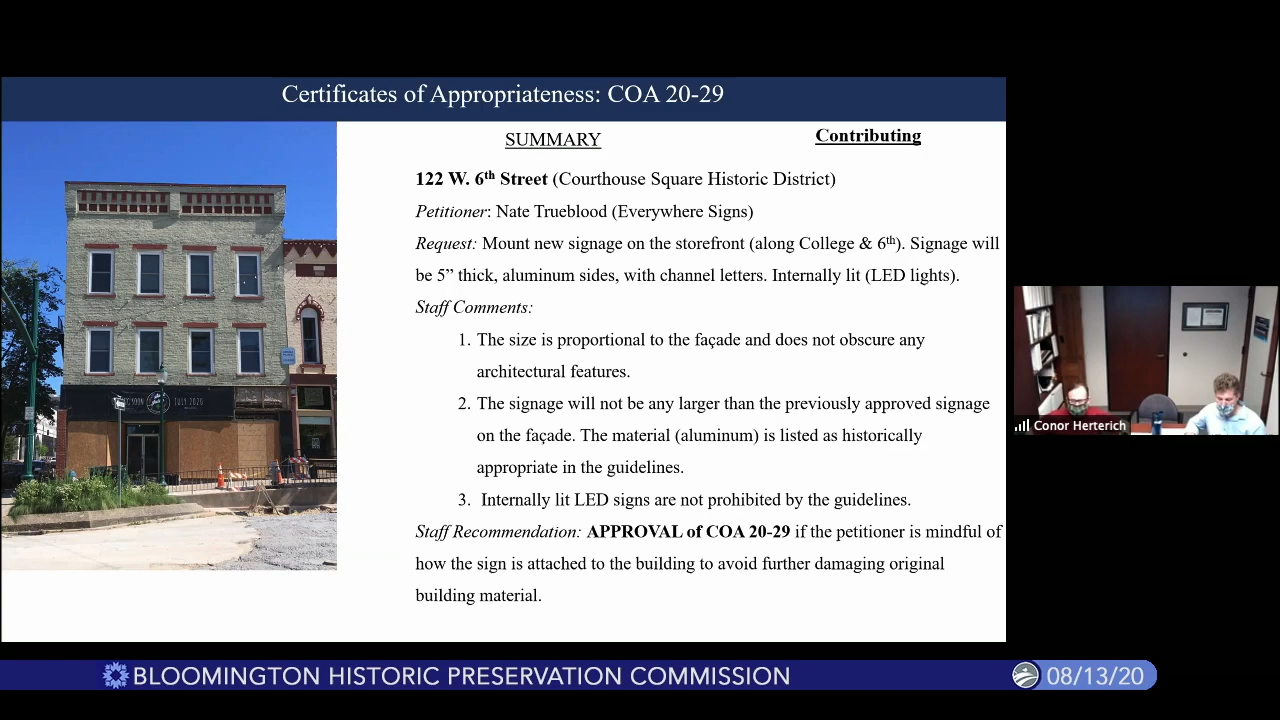 Certificates of Appropriateness: COA 20-29
SUMMARY
Contributing
122 W. 6th Street (Courthouse Square Historic District)
Petitioner: Nate Trueblood (Everywhere Signs)
Request: Mount new signage on the storefront (along College & 6th). Signage will
be 5” thick, aluminum sides, with channel letters. Internally lit (LED lights).
Staff Comments:
1. The size is proportional to the façade and does not obscure any
architectural features.
2. The signage will not be any larger than the previously approved signage
on the façade. The material (aluminum) is listed as historically
appropriate in the guidelines.
3. Internally lit LED signs are not prohibited by the guidelines.
Staff Recommendation: APPROVAL of COA 20-29 if the petitioner is mindful of
how the sign is attached to the building to avoid further damaging original
building material.
JULY 2020
Conor Herterich
BLOOMINGTON HISTORIC PRESERVATION COMMISSION
08/13/20